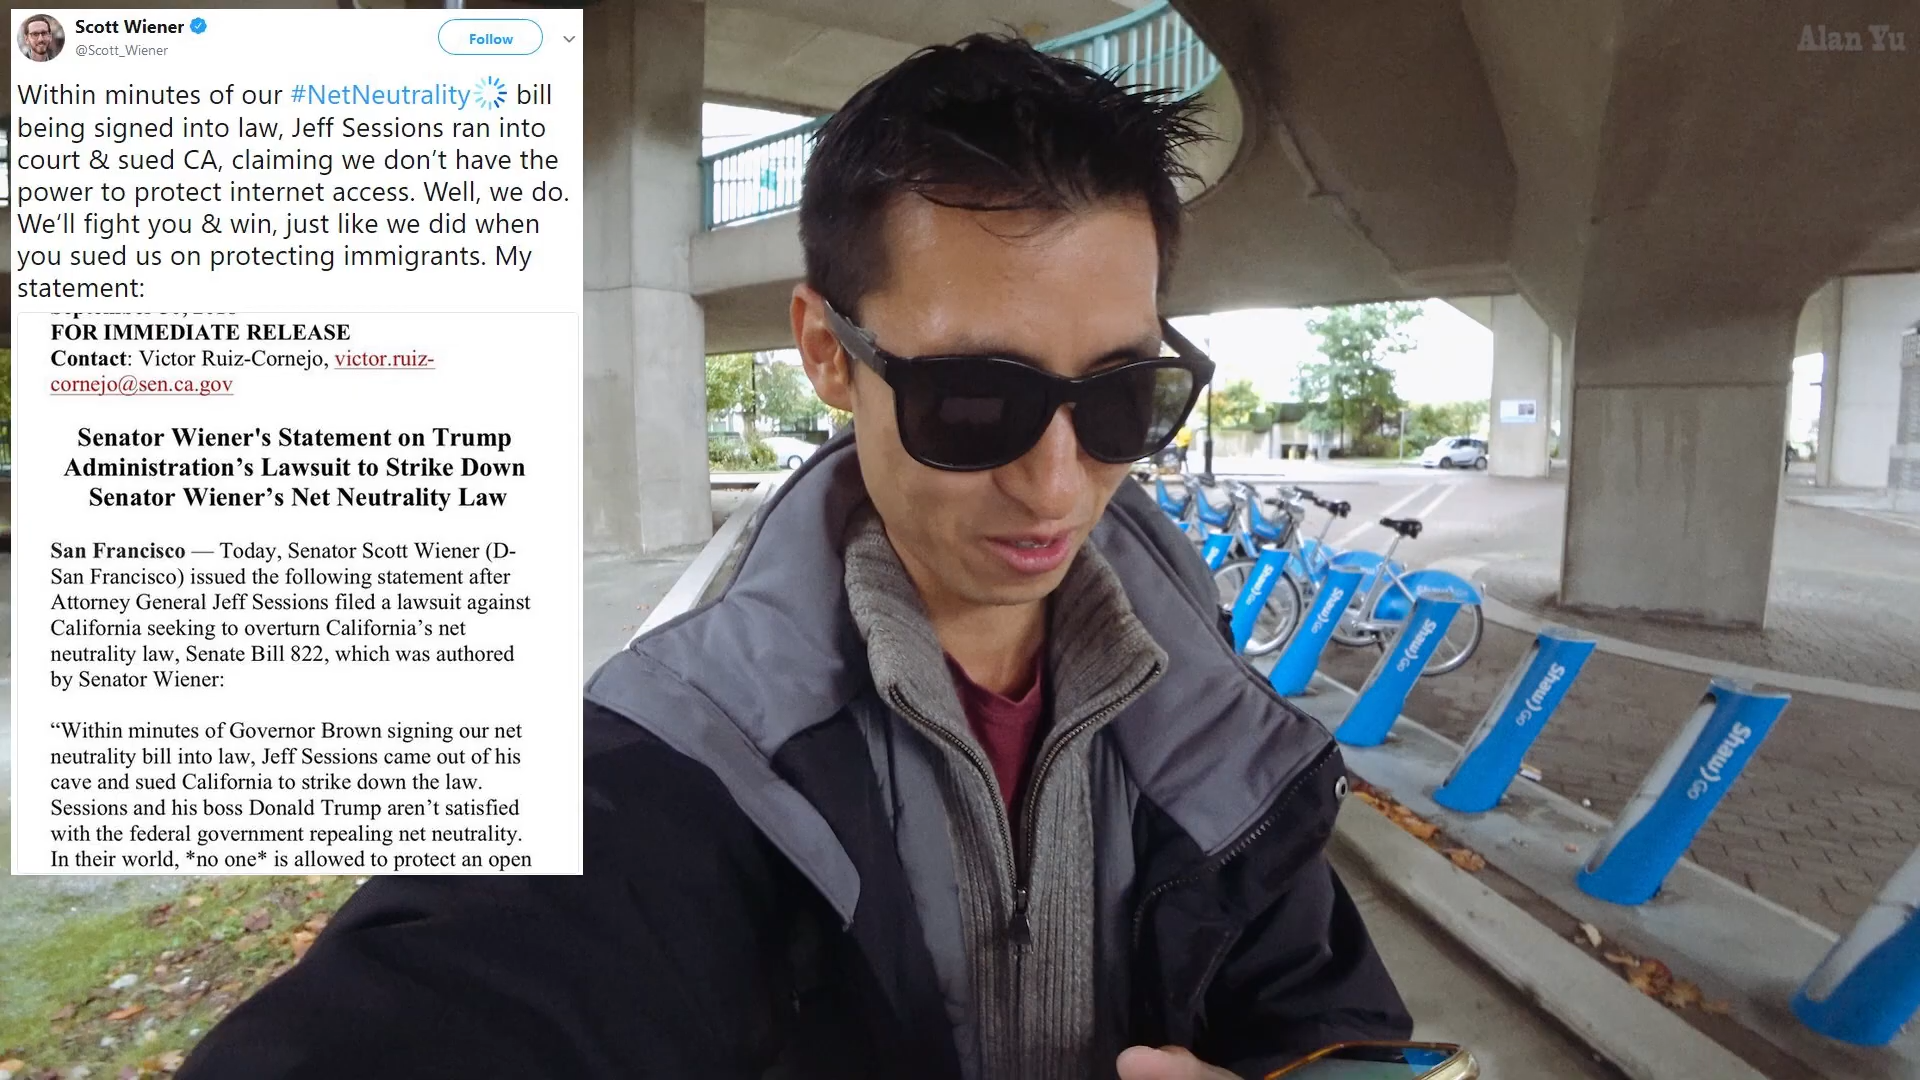 Scott Wiener
@Scott_Wiener
Follow
Within minutes of our #NetNeutrality bill
being signed into law, Jeff Sessions ran into
court & sued CA, claiming we don’t have the
power to protect internet access. Well, we do.
We‘ll fight you & win, just like we did when
you sued us on protecting immigrants. My
statement:
FOR IMMEDIATE RELEASE
Contact: Victor Ruiz-Cornejo, victor.ruiz-
cornejo@sen.ca.gov
Senator Wiener's Statement on Trump
Administration’s Lawsuit to Strike Down
Senator Wiener’s Net Neutrality Law
San Francisco — Today, Senator Scott Wiener (D-
San Francisco) issued the following statement after
Attorney General Jeff Sessions filed a lawsuit against
California seeking to overturn California’s net
neutrality law, Senate Bill 822, which was authored
by Senator Wiener:
“Within minutes of Governor Brown signing our net
neutrality bill into law, Jeff Sessions came out of his
cave and sued California to strike down the law.
Sessions and his boss Donald Trump aren’t satisfied
with the federal government repealing net neutrality.
In their world, *no one* is allowed to protect an open
Alan Yu
Shaw) Go
Shaw) Go
Shaw) Go
Shaw) Go
Shaw) Go